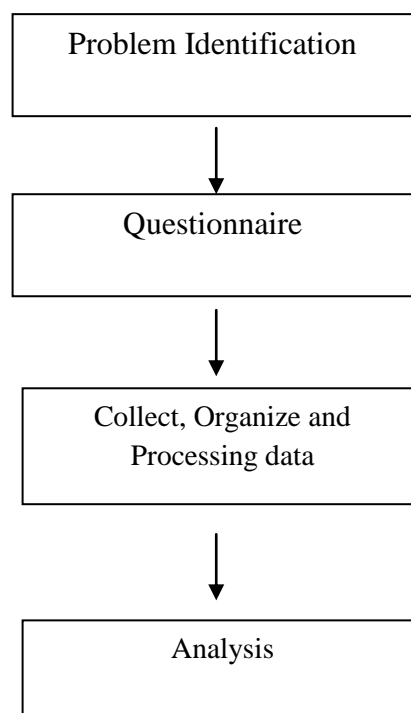 Problem Identification
Questionnaire
Collect, Organize and
Processing data
Analysis